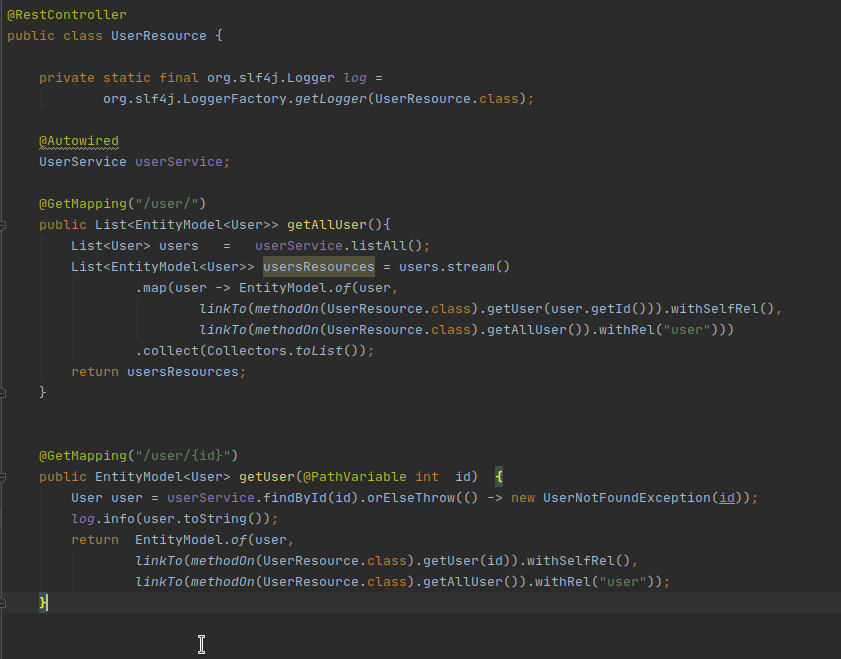 @RestController
public class UserResource {
private static final org.slf4j.Logger log =
org.slf4j.LoggerFactory.getLogger(UserResource.class);
@Autowired
UserService userService;
@GetMapping("/user/")
public List<EntityModel<User>> getAllUser(){
List<User> users   =   userService.listAll();
List<EntityModel<User>> usersResources = users.stream()
.map(user -> EntityModel.of(user,
linkTo(methodOn(UserResource.class).getUser(user.getId())).withSelfRel(),
linkTo(methodOn(UserResource.class).getAllUser()).withRel("user")))
.collect(Collectors.toList());
return usersResources;
}
@GetMapping("/user/{id}")
public EntityModel<User> getUser(@PathVariable int  id)  {
User user = userService.findById(id).orElseThrow(() -> new UserNotFoundException(id));
log.info(user.toString());
return  EntityModel.of(user,
linkTo(methodOn(UserResource.class).getUser(id)).withSelfRel(),
linkTo(methodOn(UserResource.class).getAllUser()).withRel("user"));
}